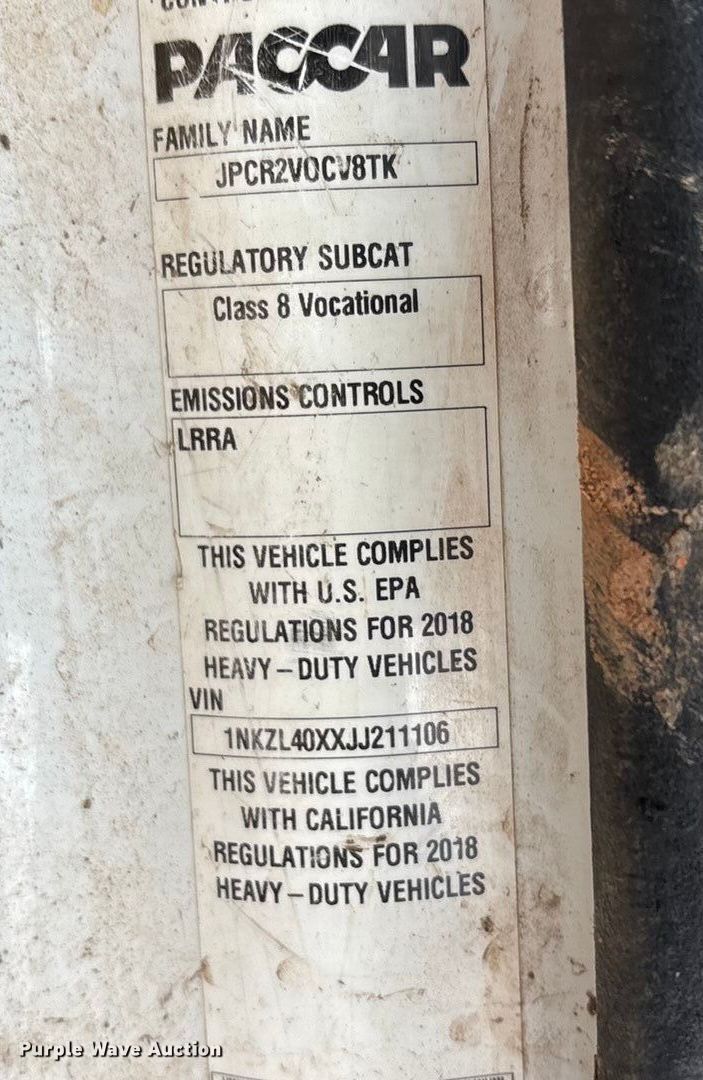 PACCAR
FAMILY NAME
JPCR2VOCV8TK
REGULATORY SUBCAT
Class 8 Vocational
EMISSIONS CONTROLS
LRRA
THIS VEHICLE COMPLIES
WITH U.S. EPA
REGULATIONS FOR 2018
HEAVY-DUTY VEHICLES
VIN
1NKZL40XXJJ211106
THIS VEHICLE COMPLIES
WITH CALIFORNIA
REGULATIONS FOR 2018
HEAVY-DUTY VEHICLES
Purple Wave Auction